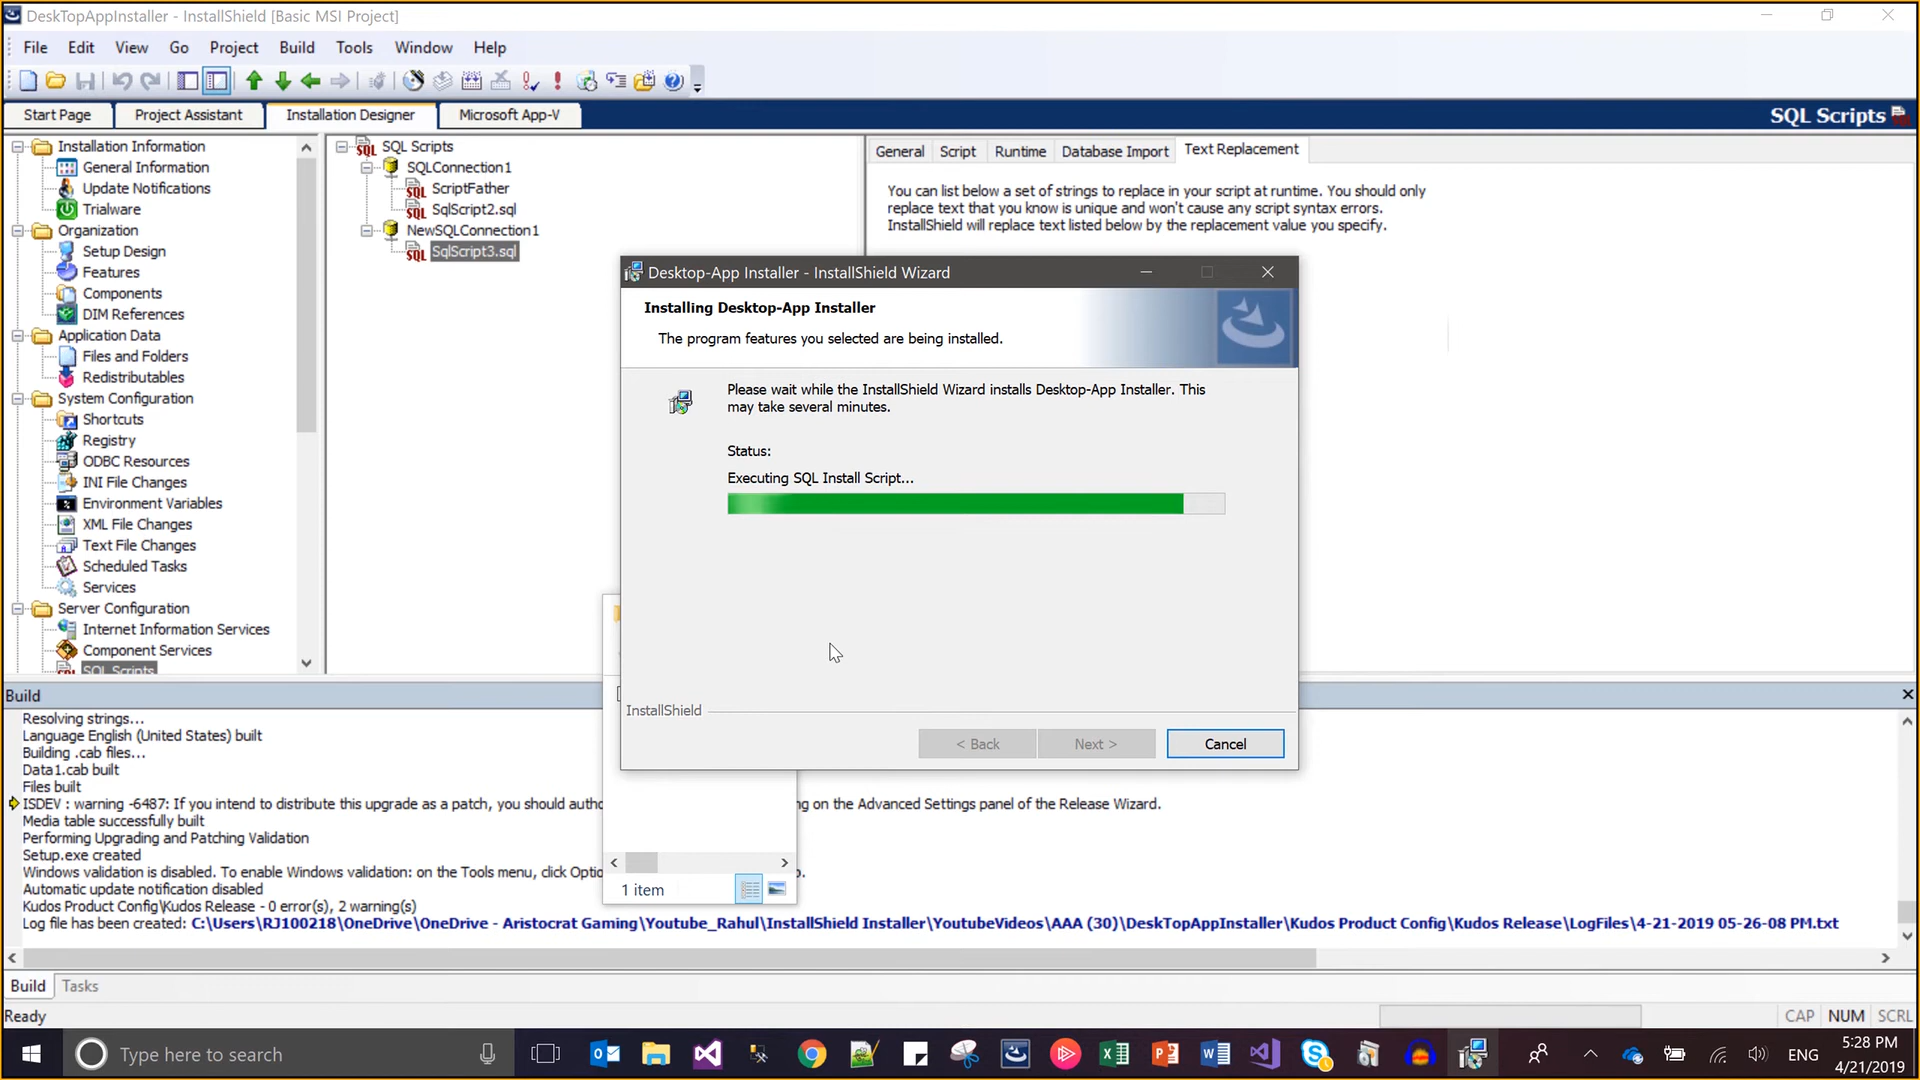 DeskTopAppInstaller - InstallShield [Basic MSI Project]
File Edit View Go Project Build Tools Window Help
Start Page Project Assistant Installation Designer Microsoft App-V SQL Scripts
Installation Information
General Information
Update Notifications
Trialware
Organization
Setup Design
Features
Components
DIM References
Application Data
Files and Folders
Redistributables
System Configuration
Shortcuts
Registry
ODBC Resources
INI File Changes
Environment Variables
XML File Changes
Text File Changes
Scheduled Tasks
Services
Server Configuration
Internet Information Services
Component Services
SQL Scripts
SQL Scripts
SQLConnection1
ScriptFather
SqlScript2.sql
NewSQLConnection1
SqlScript3.sql
General Script Runtime Database Import Text Replacement
You can list below a set of strings to replace in your script at runtime. You should only
replace text that you know is unique and won't cause any script syntax errors.
InstallShield will replace text listed below by the replacement value you specify.
Desktop-App Installer - InstallShield Wizard
Installing Desktop-App Installer
The program features you selected are being installed.
Please wait while the InstallShield Wizard installs Desktop-App Installer. This
may take several minutes.
Status:
Executing SQL Install Script...
InstallShield
< Back Next > Cancel
1 item
Build
Resolving strings...
Language English (United States) built
Building .cab files...
Data1.cab built
Files built
ISDEV : warning -6487: If you intend to distribute this upgrade as a patch, you should on the Advanced Settings panel of the Release Wizard.
Media table successfully built
Performing Upgrading and Patching Validation
Setup.exe created
Windows validation is disabled. To enable Windows validation: on the Tools menu, click
Automatic update notification disabled
Kudos Product Config\Kudos Release - 0 error(s), 2 warning(s)
Log file has been created: C:\Users\RJ100218\OneDrive\OneDrive - Aristocrat Gaming\Youtube_Rahul\InstallShield Installer\YoutubeVideos\AAA (30)\DeskTopAppInstaller\Kudos Product Config\Kudos Release\LogFiles\4-21-2019 05-26-08 PM.txt
Build Tasks
Ready CAP NUM SCRL
Type here to search
ENG
5:28 PM
4/21/2019